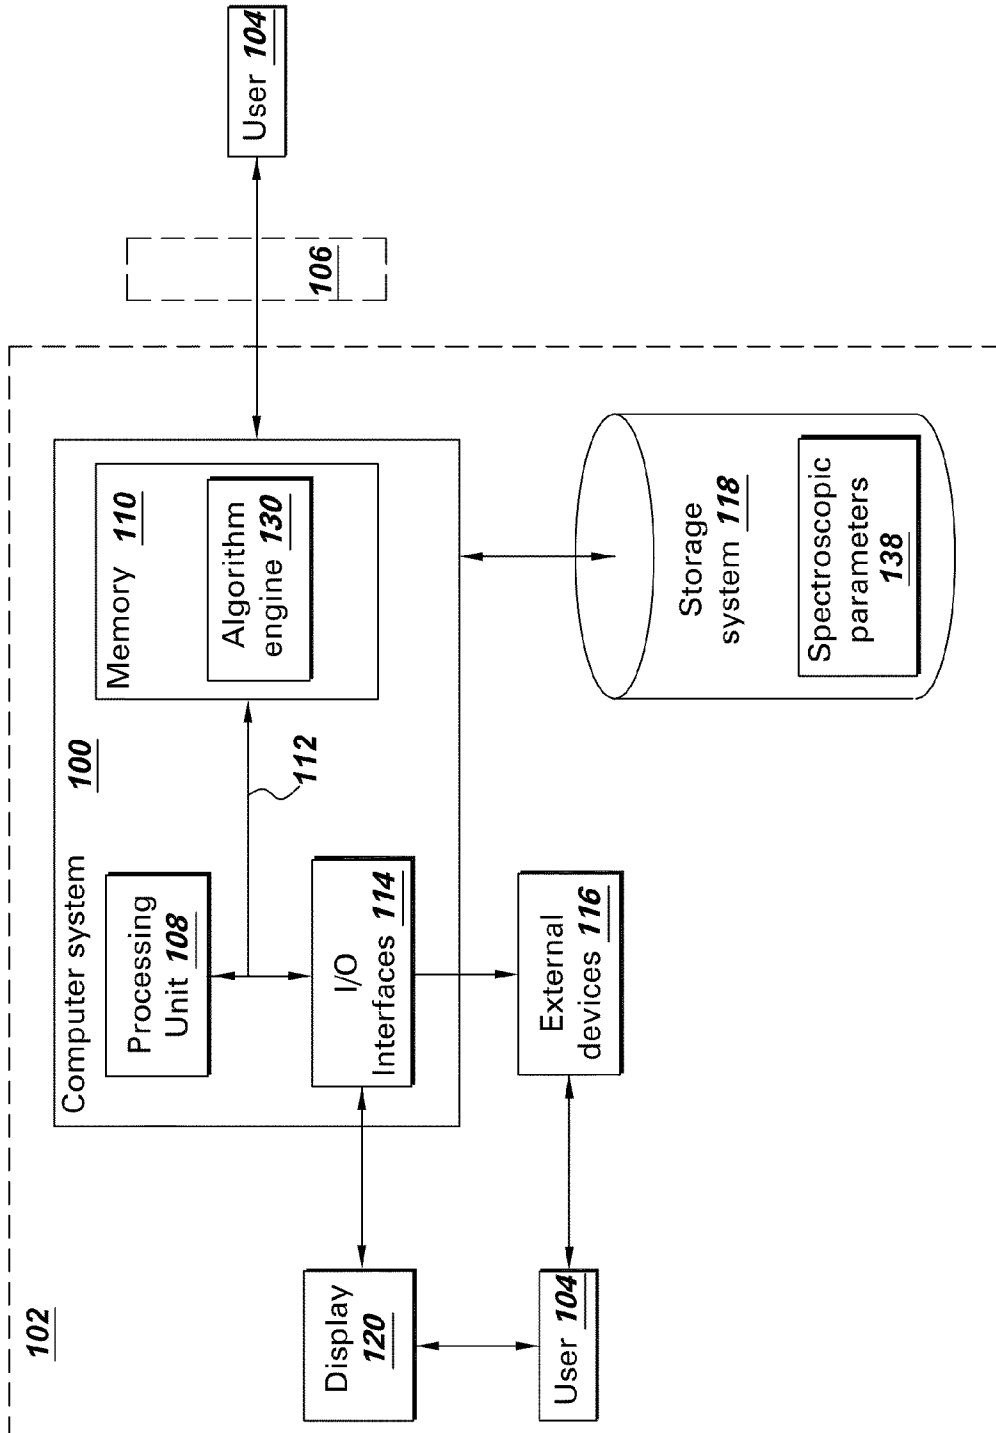 102
Computer system
100
Processing
Unit 108
Memory 110
Algorithm
engine 130
112
I/O
Interfaces 114
Display
120
User 104
External
devices 116
Storage
system 118
Spectroscopic
parameters
138
106
User 104